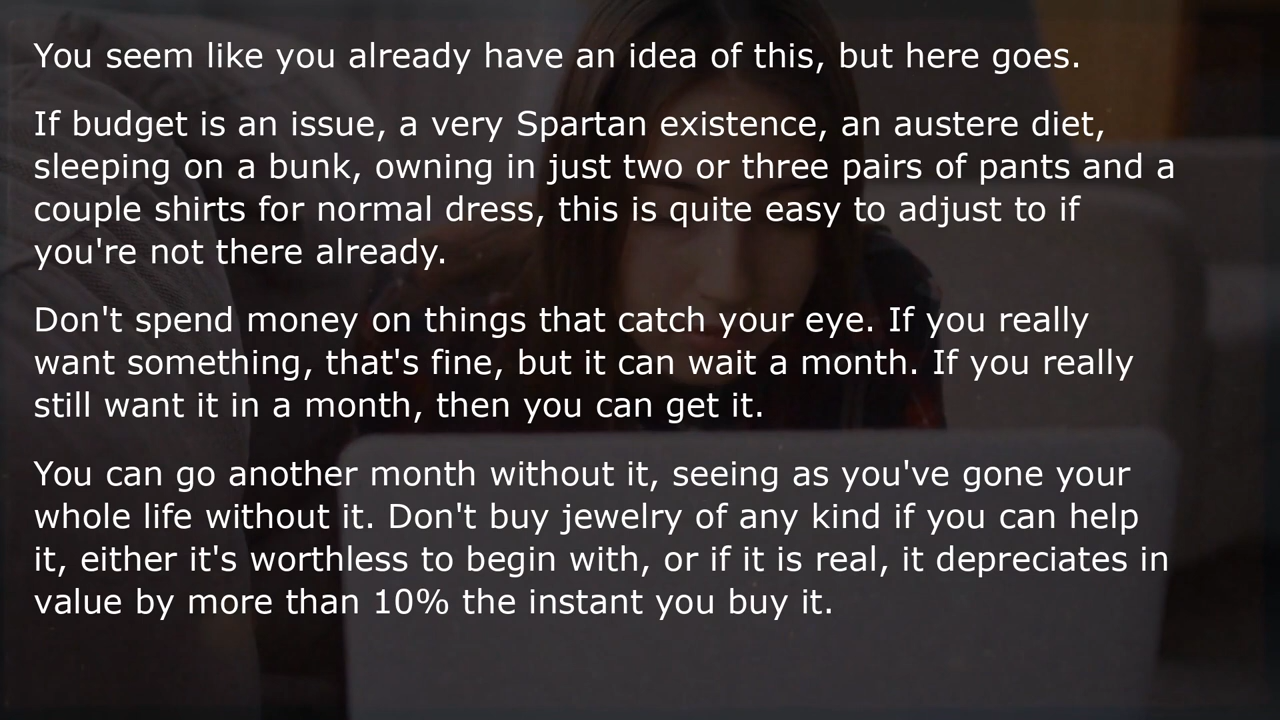 You seem like you already have an idea of this, but here goes.
If budget is an issue, a very Spartan existence, an austere diet,
sleeping on a bunk, owning in just two or three pairs of pants and a
couple shirts for normal dress, this is quite easy to adjust to if
you're not there already.
Don't spend money on things that catch your eye. If you really
want something, that's fine, but it can wait a month. If you really
still want it in a month, then you can get it.
You can go another month without it, seeing as you've gone your
whole life without it. Don't buy jewelry of any kind if you can help
it, either it's worthless to begin with, or if it is real, it depreciates in
value by more than 10% the instant you buy it.